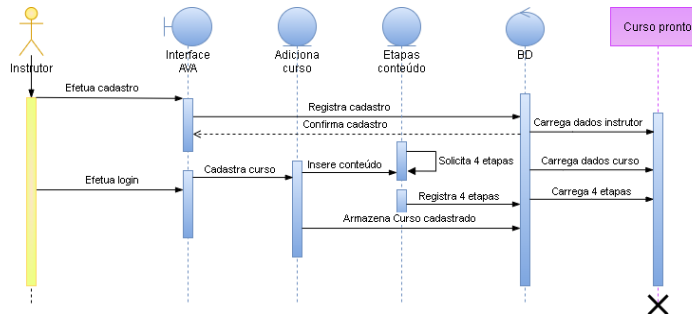 Curso pronto
Instrutor
Interface
AVA
Adiciona
curso
Etapas
conteúdo
BD
Efetua cadastro
Registra cadastro
Confirma cadastro
Carrega dados instrutor
Solicita 4 etapas
Cadastra curso
Insere conteúdo
Carrega dados curso
Efetua login
Registra 4 etapas
Carrega 4 etapas
Armazena Curso cadastrado